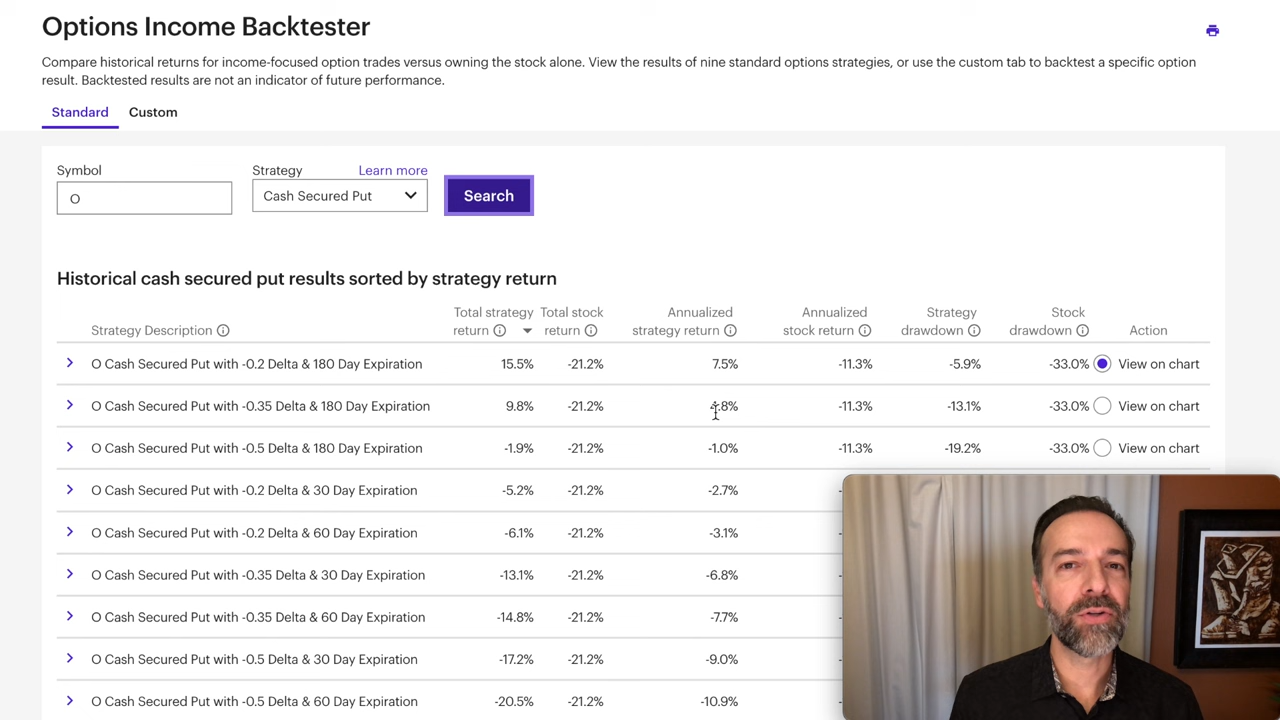 Options Income Backtester
Compare historical returns for income-focused option trades versus owning the stock alone. View the results of nine standard options strategies, or use the custom tab to backtest a specific option
result. Backtested results are not an indicator of future performance.
Standard Custom
Symbol Strategy Learn more
O Cash Secured Put Search
Historical cash secured put results sorted by strategy return
Total strategy Total stock Annualized Annualized Strategy Stock
Strategy Description return return strategy return stock return drawdown drawdown Action
O Cash Secured Put with -0.2 Delta & 180 Day Expiration 15.5% -21.2% 7.5% -11.3% -5.9% -33.0% View on chart
O Cash Secured Put with -0.35 Delta & 180 Day Expiration 9.8% -21.2% -11.3% -13.1% -33.0% View on chart
O Cash Secured Put with -0.5 Delta & 180 Day Expiration -1.9% -21.2% -1.0% -11.3% -19.2% -33.0% View on chart
O Cash Secured Put with -0.2 Delta & 30 Day Expiration -5.2% -21.2% -2.7%
O Cash Secured Put with -0.2 Delta & 60 Day Expiration -6.1% -21.2% -3.1%
O Cash Secured Put with -0.35 Delta & 30 Day Expiration -13.1% -21.2% -6.8%
O Cash Secured Put with -0.35 Delta & 60 Day Expiration -14.8% -21.2% -7.7%
O Cash Secured Put with -0.5 Delta & 30 Day Expiration -17.2% -21.2% -9.0%
O Cash Secured Put with -0.5 Delta & 60 Day Expiration -20.5% -21.2% -10.9%